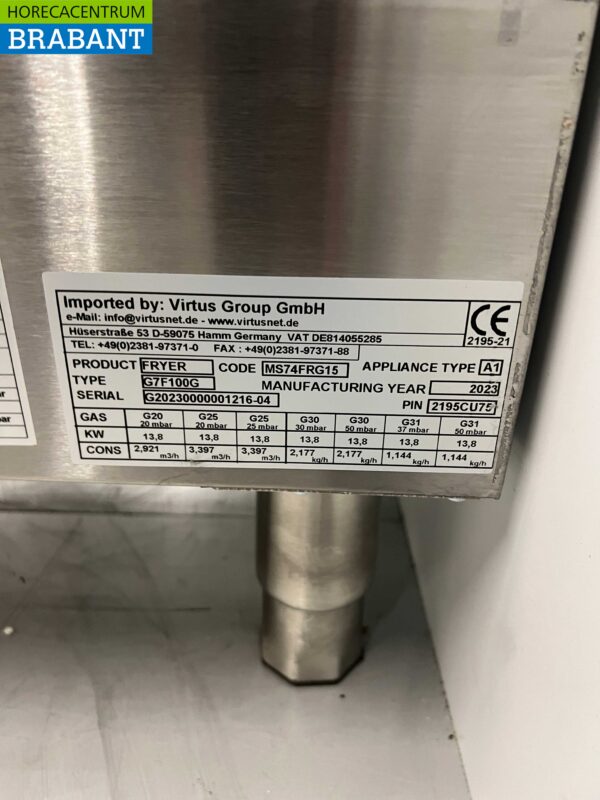 HORECACENTRUM
BRABANT
Imported by: Virtus Group GmbH
e-Mail: info@virtusnet.de - www.virtusnet.de
Hüserstraße 53 D-59075 Hamm Germany VAT DE814055285
TEL: +49(0)2381-97371-0 FAX : +49(0)2381-97371-88
CE
2195-21
PRODUCT FRYER CODE MS74FRG15 APPLIANCE TYPE A1
TYPE G7F100G MANUFACTURING YEAR 2023
SERIAL G20230000001216-04 PIN 2195CU75
GAS G20 20 mbar G25 20 mbar G25 25 mbar G30 30 mbar G30 50 mbar G31 37 mbar G31 50 mbar
KW 13,8 13,8 13,8 13,8 13,8 13,8 13,8
CONS 2,921 m3/h 3,397 m3/h 3,397 m3/h 2,177 kg/h 2,177 kg/h 1,144 kg/h 1,144 kg/h